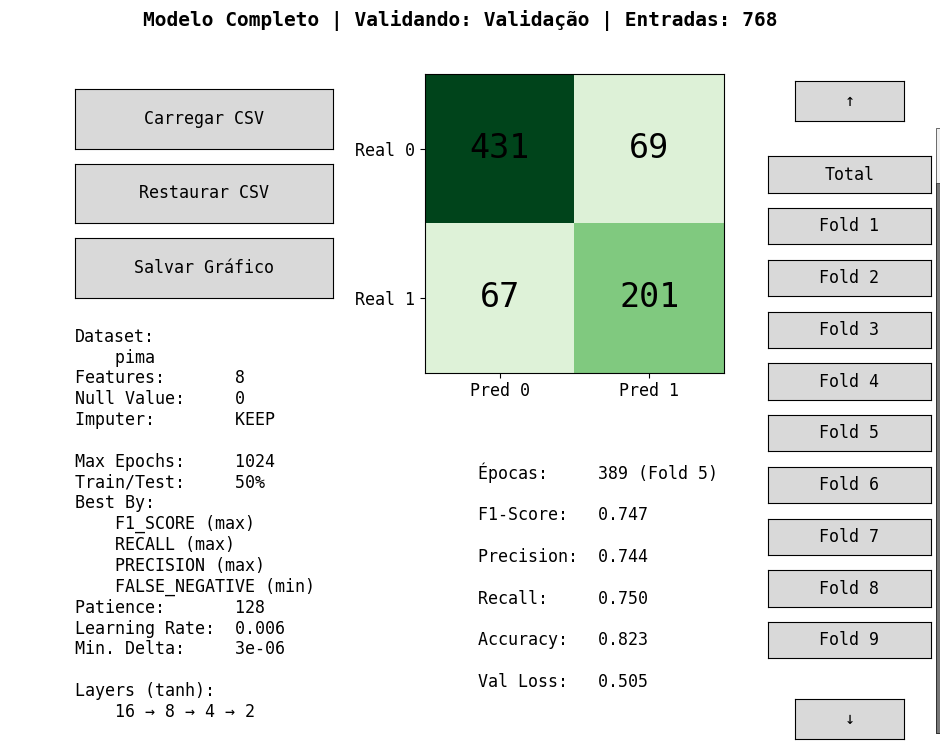 Modelo Completo | Validando: Validação | Entradas: 768
Carregar CSV
Restaurar CSV
Salvar Gráfico
Dataset:
pima
Features: 8
Null Value: 0
Imputer: KEEP
Max Epochs: 1024
Train/Test: 50%
Best By:
F1_SCORE (max)
RECALL (max)
PRECISION (max)
FALSE_NEGATIVE (min)
Patience: 128
Learning Rate: 0.006
Min. Delta: 3e-06
Layers (tanh):
16 → 8 → 4 → 2
Real 0 431 69
Real 1 67 201
Pred 0 Pred 1
Épocas: 389 (Fold 5)
F1-Score: 0.747
Precision: 0.744
Recall: 0.750
Accuracy: 0.823
Val Loss: 0.505
↑
Total
Fold 1
Fold 2
Fold 3
Fold 4
Fold 5
Fold 6
Fold 7
Fold 8
Fold 9
↓